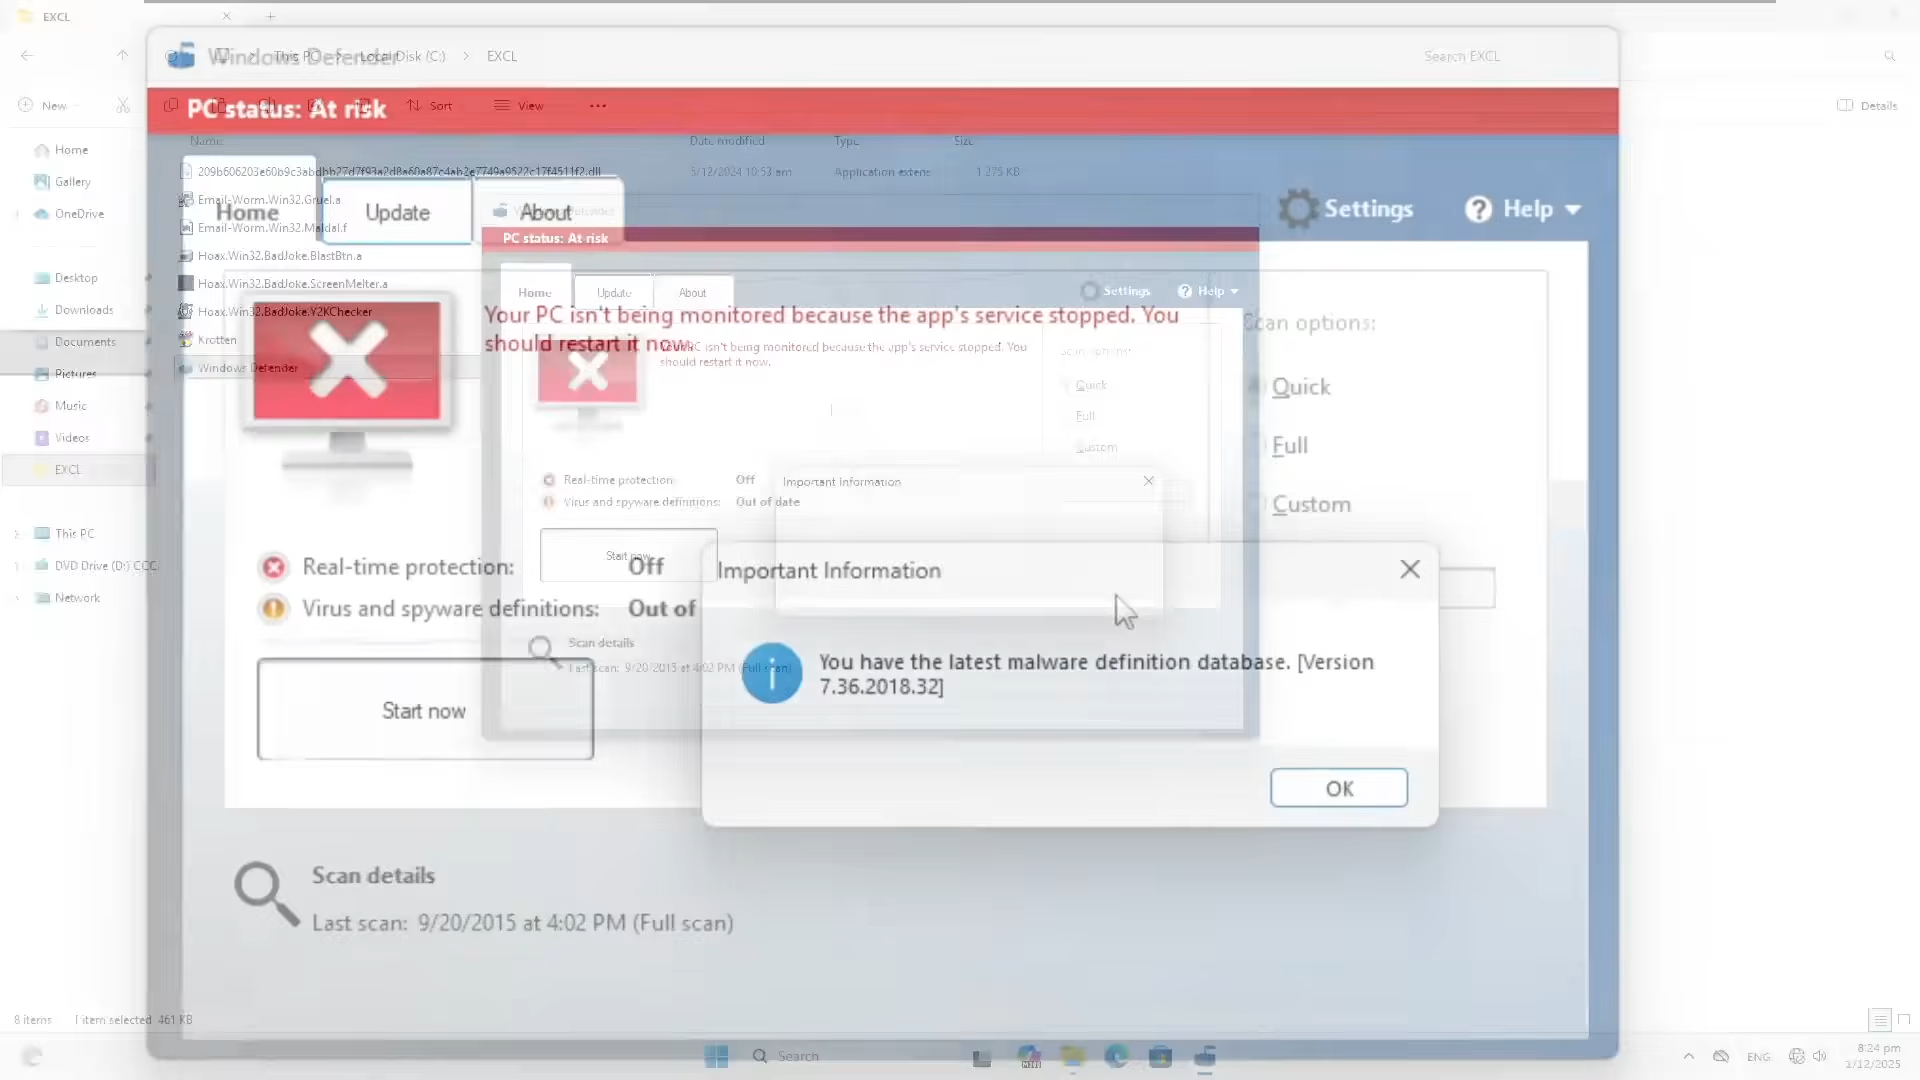 EXCL
This PC
Local Disk (C:)
EXCL
Search EXCL
Windows Defender
New
Sort
View
Details
PC status: At risk
Name
Date modified
Type
Size
Home
Gallery
OneDrive
Desktop
Downloads
Documents
Pictures
Music
Videos
EXCL
This PC
DVD Drive (D:) CCC
Network
5/12/2024 10:53 am
Application extens
1 275 KB
Email-Worm.Win32.Gruel.a
Email-Worm.Win32.Maldal.f
Hoax.Win32.BadJoke.BlastBtn.a
Hoax.Win32.BadJoke.ScreenMelter.a
Hoax.Win32.BadJoke.Y2KChecker
Krotten
Windows Defender
Home
Update
About
Settings
Help
Your PC isn't being monitored because the app's service stopped. You
should restart it now.
Scan options:
Quick
Full
Custom
Real-time protection:
Off
Virus and spyware definitions:
Out of
Start now
Scan details
Last scan: 9/20/2015 at 4:02 PM (Full scan)
Windows Defender
PC status: At risk
Home
Update
About
Settings
Help
Your PC isn't being monitored because the app's service stopped. You
should restart it now.
Scan options:
Quick
Full
Custom
Real-time protection:
Off
Virus and spyware definitions:
Out of date
Start now
Scan details
Last scan: 9/20/2015 at 4:02 PM (Full scan)
Important Information
Important Information
You have the latest malware definition database. [Version
7.36.2018.32]
OK
8 items
1 item selected 461 KB
Search
ENG
8:24 pm
1/12/2025